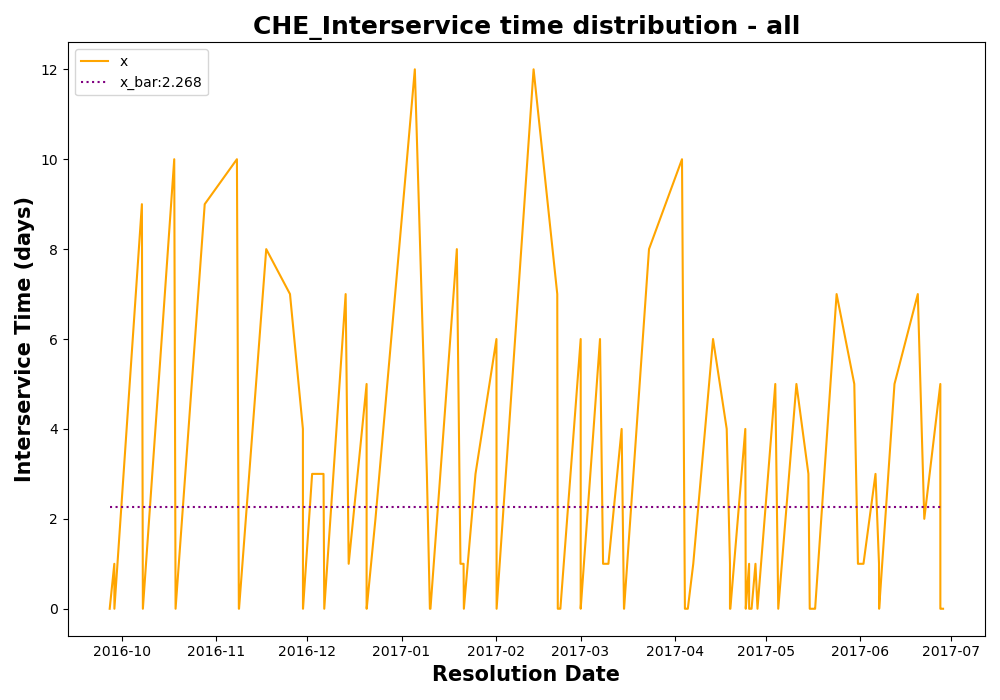 CHE_Interservice time distribution - all
x
x_bar:2.268
Interservice Time (days)
12
10
8
6
4
2
0
2016-10 2016-11 2016-12 2017-01 2017-02 2017-03 2017-04 2017-05 2017-06 2017-07
Resolution Date